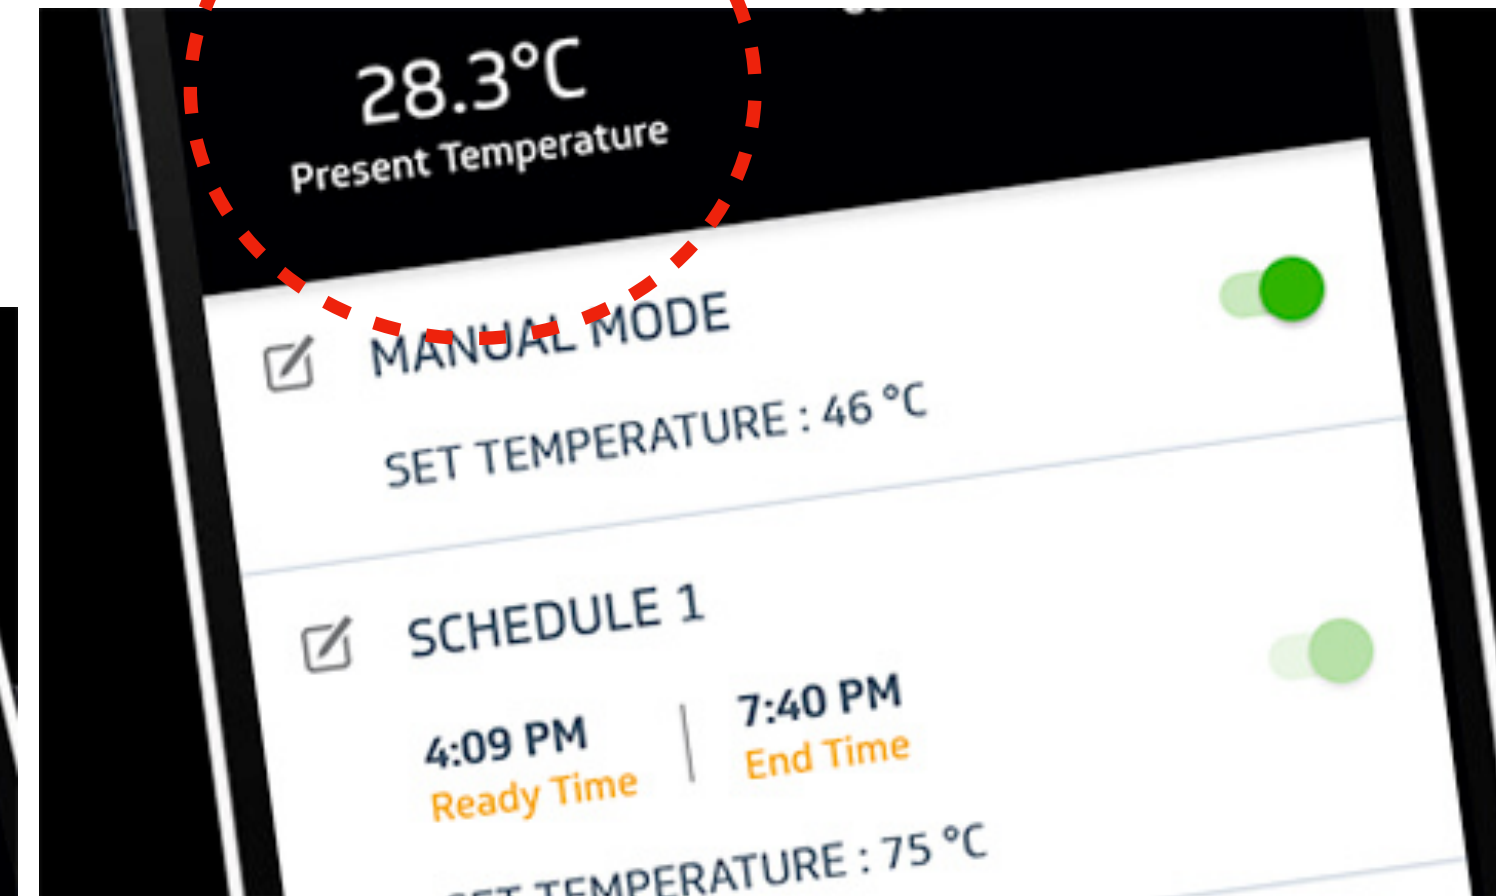 28.3°C
Present Temperature
MANUAL MODE
SET TEMPERATURE : 46 °C
SCHEDULE 1
4:09 PM
7:40 PM
Ready Time
End Time
SET TEMPERATURE : 75 °C